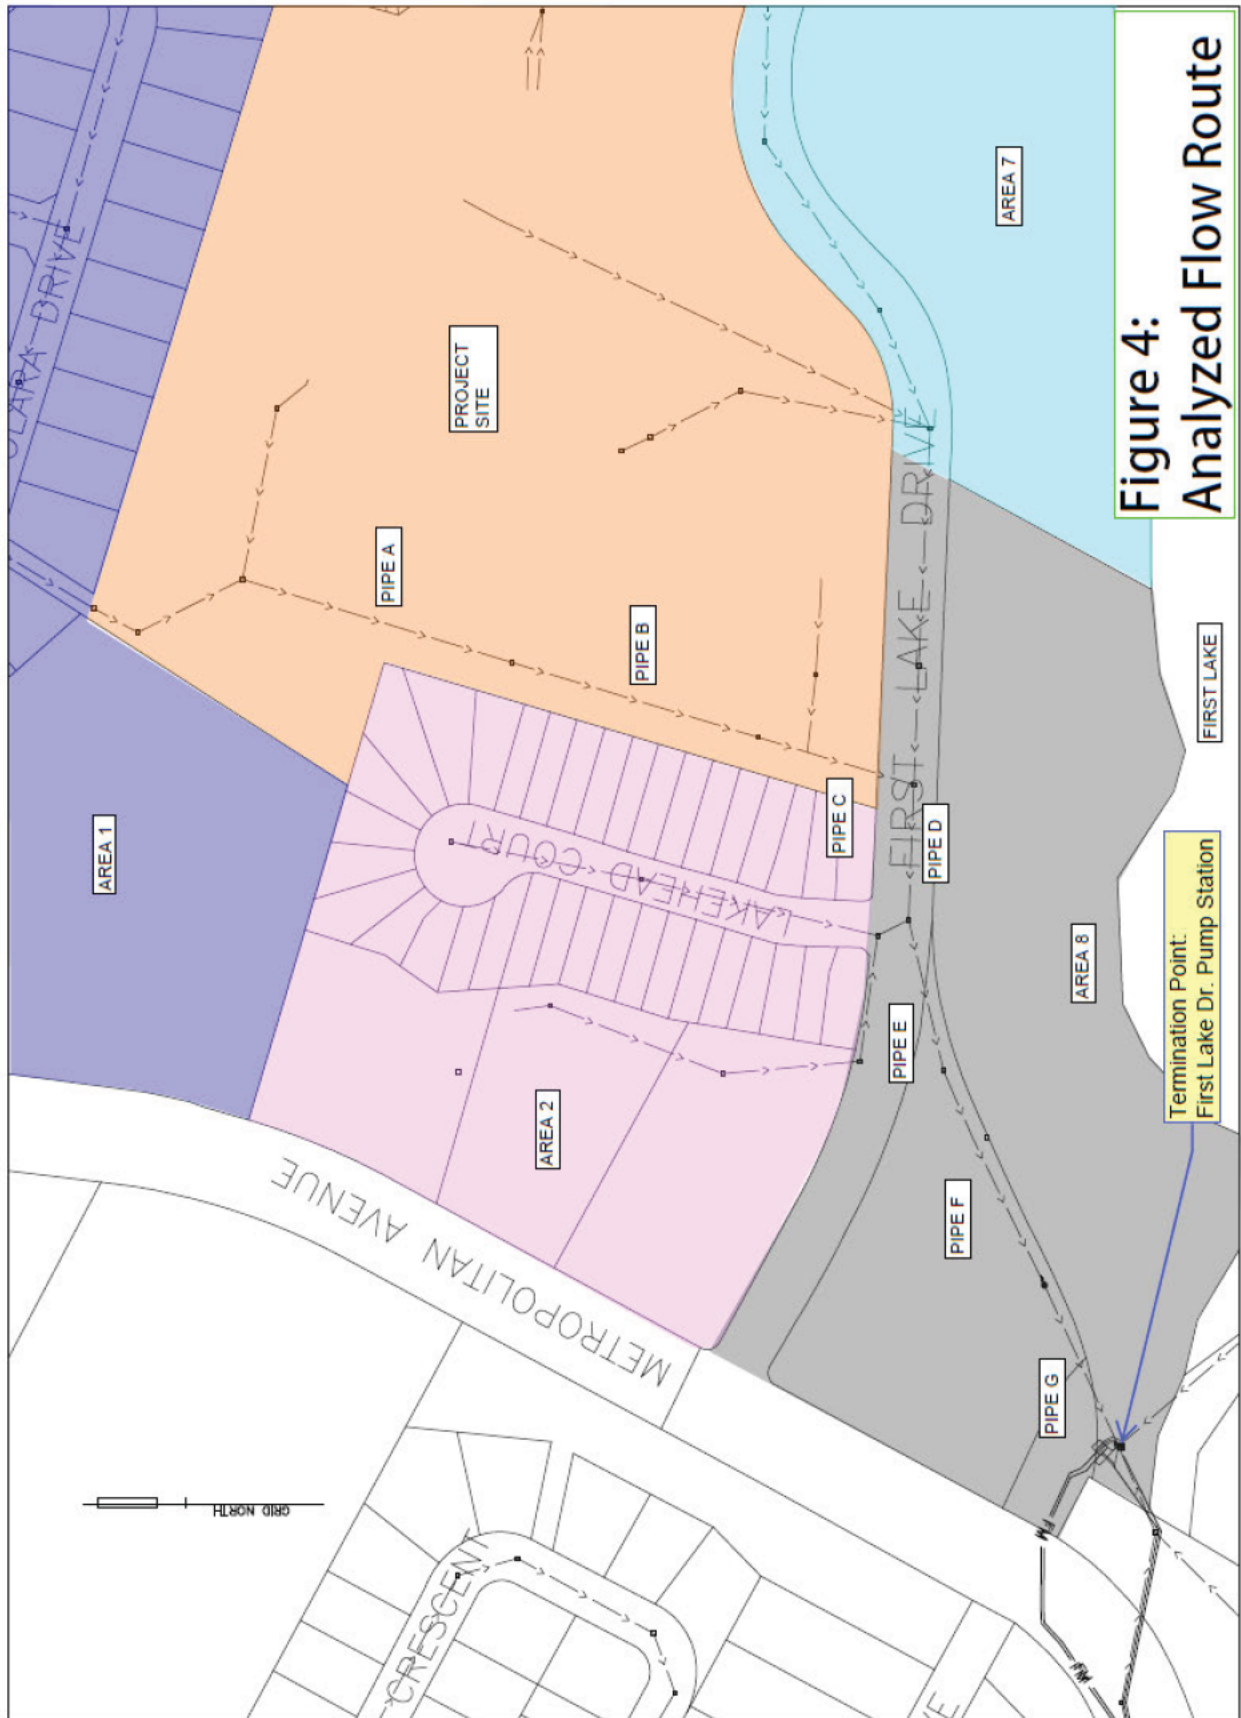 CLARA DRIVE
AREA 7
Figure 4:
Analyzed Flow Route
PROJECT
SITE
PIPE A
PIPE B
FIRST LAKE DRIVE
FIRST LAKE
AREA 1
PIPE C
PIPE D
LAKEHEAD COURT
AREA 8
Termination Point:
First Lake Dr. Pump Station
PIPE E
AREA 2
PIPE F
METROPOLITAN AVENUE
PIPE G
GRID NORTH
CRESCENT
FM
FM